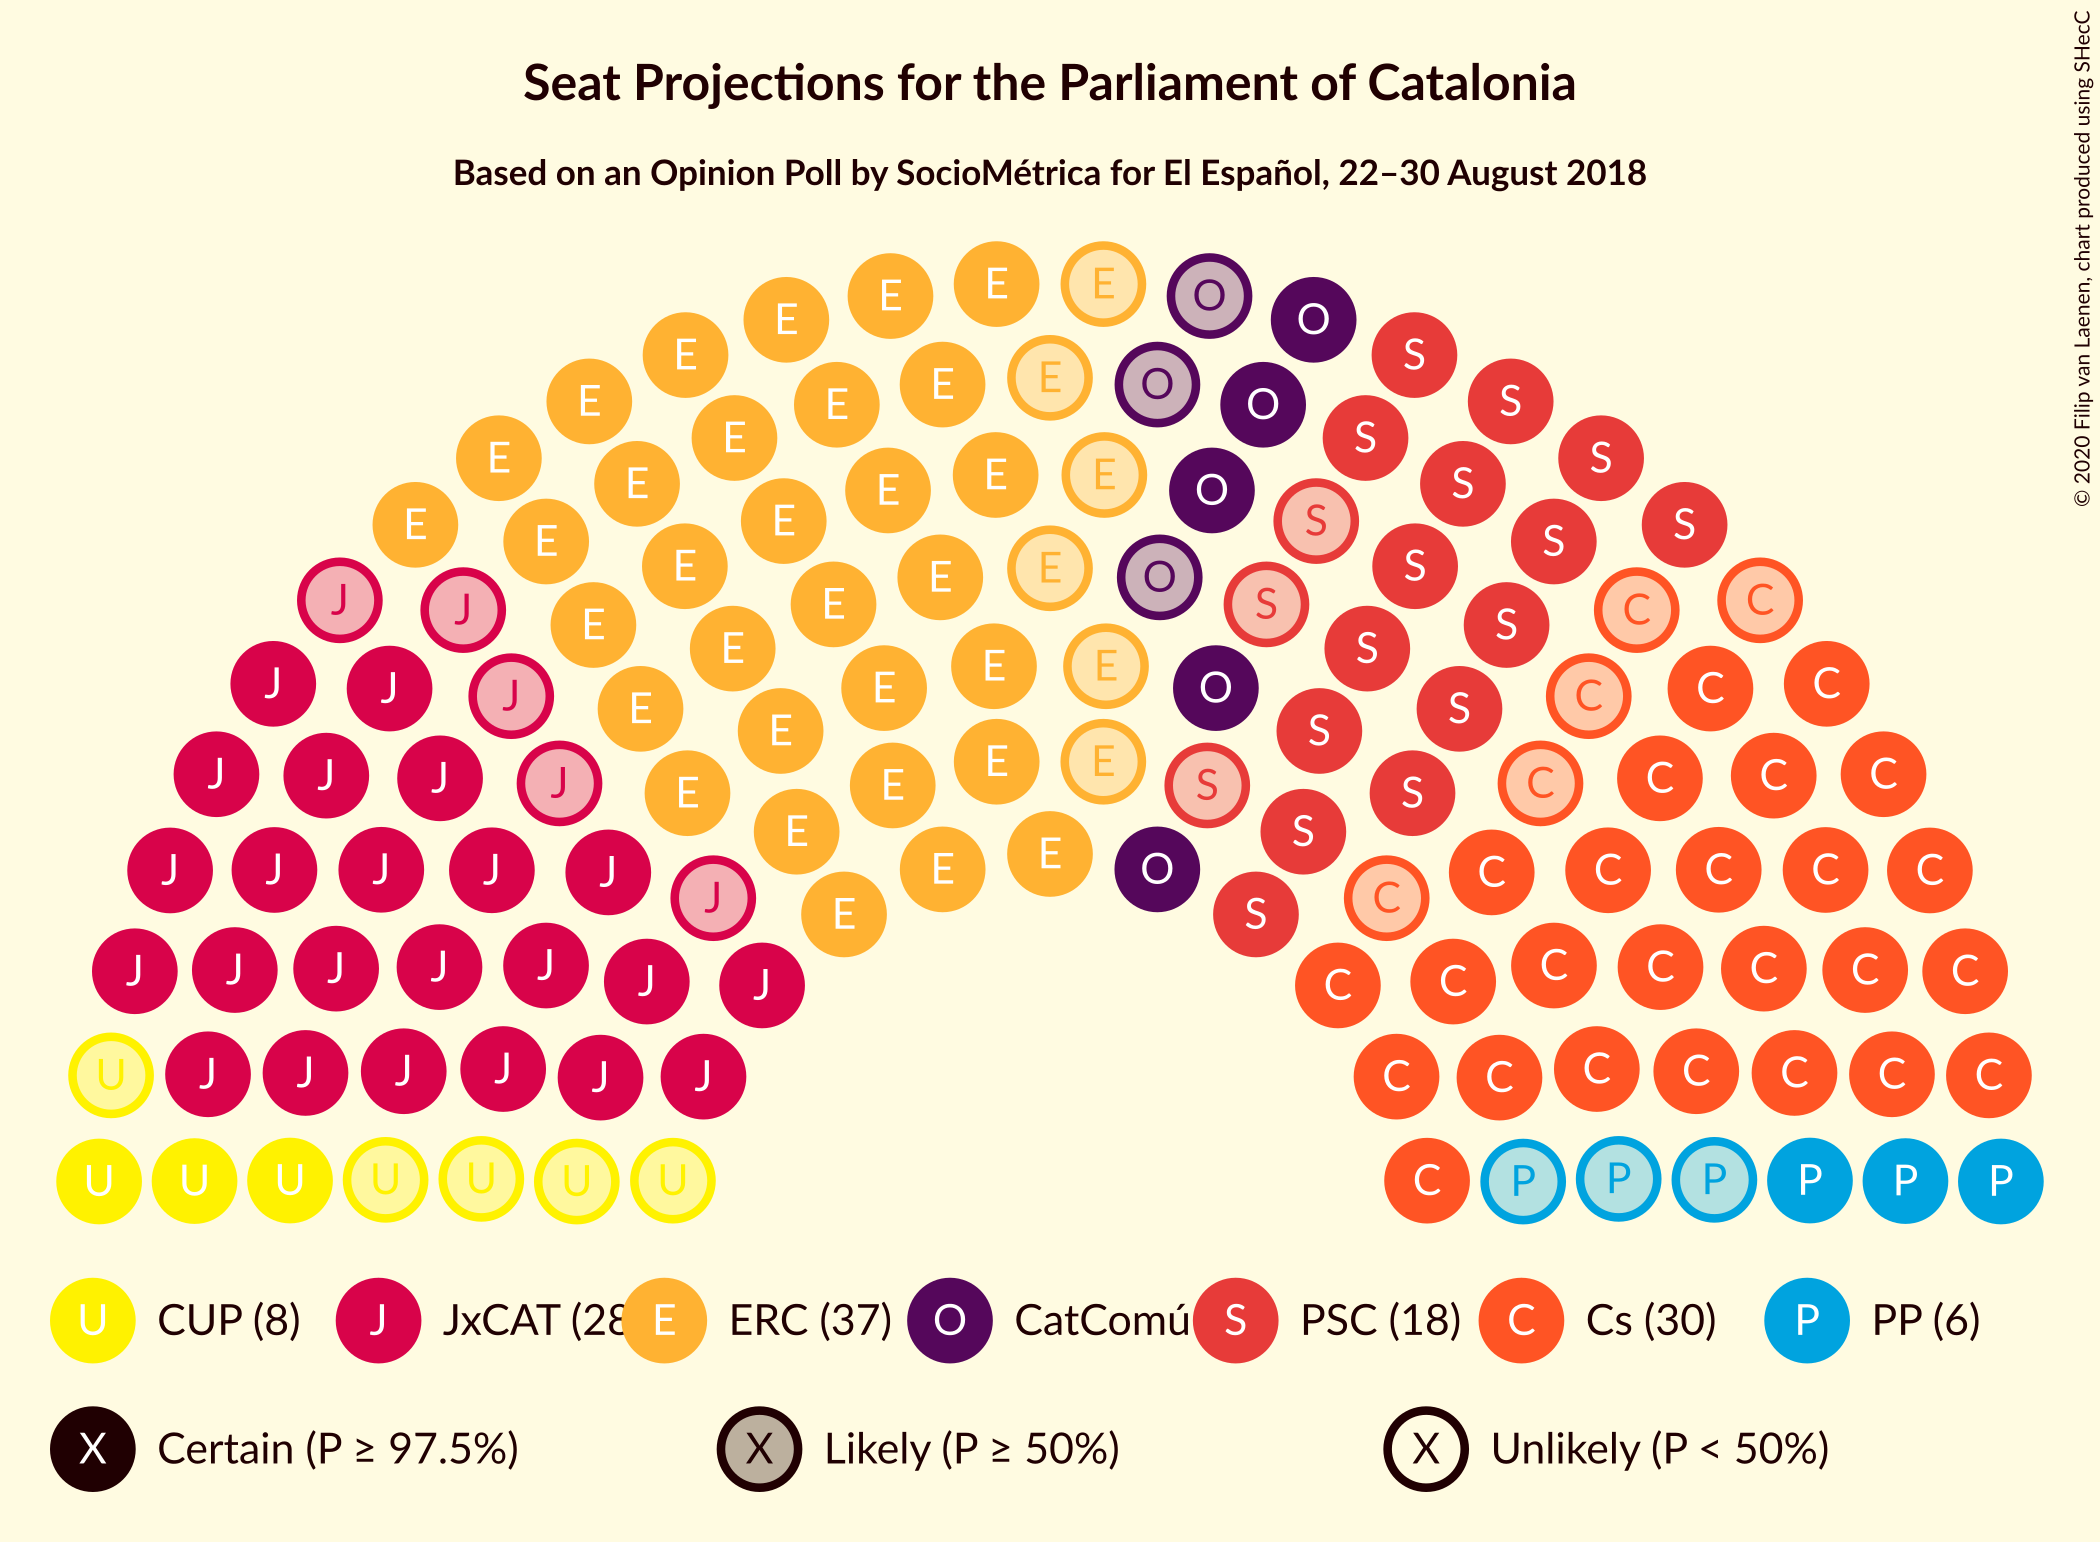 Seat Projections for the Parliament of Catalonia
Based on an Opinion Poll by SocioMétrica for El Español, 22–30 August 2018
© 2020 Filip van Laenen, chart produced using SHecC
E E
E O
E O
E S
E E O
E E O S
E S
E S
E E E E O S
E E S S
E S
E E E O S
J J E S C C
E S
E S
E E
J J J E O C C C
E S
E S
E E
J J J J E E S S C C C C
E S
J J J J J E E O C C C C C
J C
E S
J J J J J J J C C C C C C C
U J J J J J J C C C C C C C
U U U U U U U C P P P P P P
U CUP (8) J JxCAT (28 E ERC (37) O CatComú S PSC (18) C Cs (30) P PP (6)
X Certain (P ≥ 97.5%) X Likely (P ≥ 50%) X Unlikely (P < 50%)